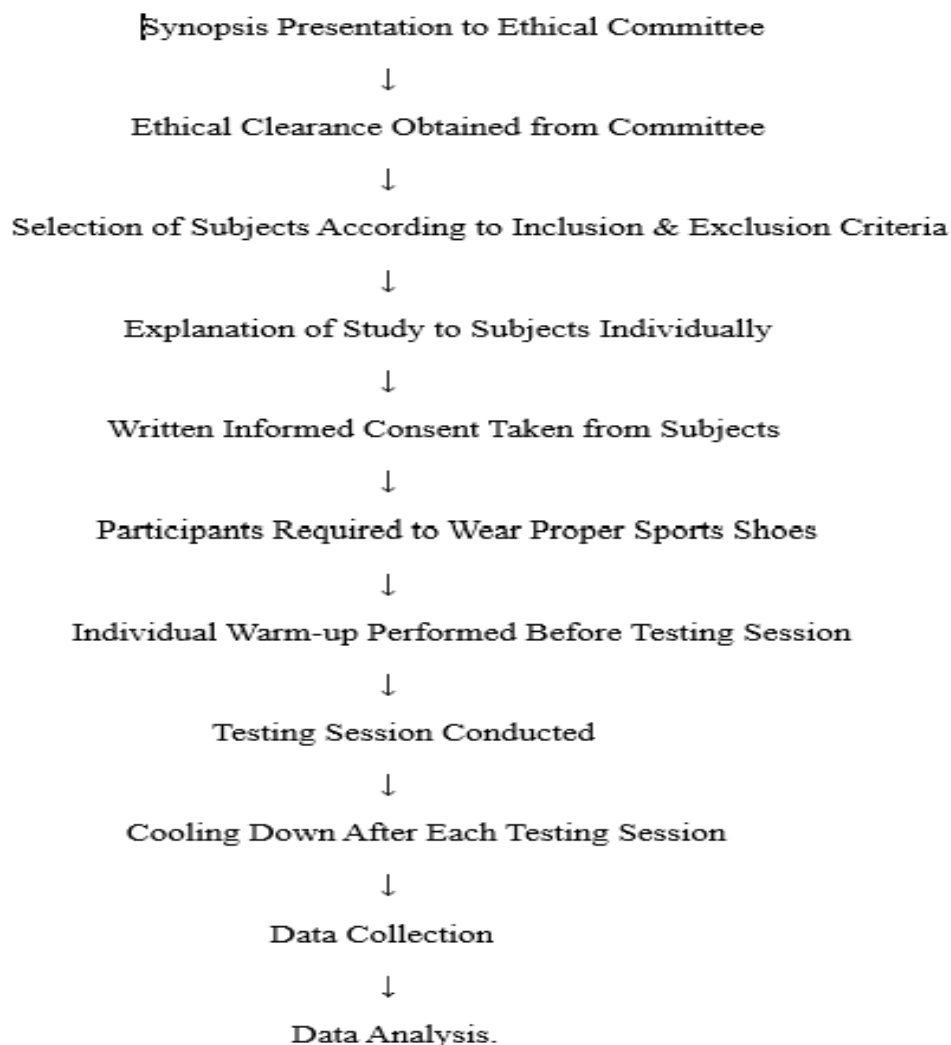 Synopsis Presentation to Ethical Committee
↓
Ethical Clearance Obtained from Committee
↓
Selection of Subjects According to Inclusion & Exclusion Criteria
↓
Explanation of Study to Subjects Individually
↓
Written Informed Consent Taken from Subjects
↓
Participants Required to Wear Proper Sports Shoes
↓
Individual Warm-up Performed Before Testing Session
↓
Testing Session Conducted
↓
Cooling Down After Each Testing Session
↓
Data Collection
↓
Data Analysis.